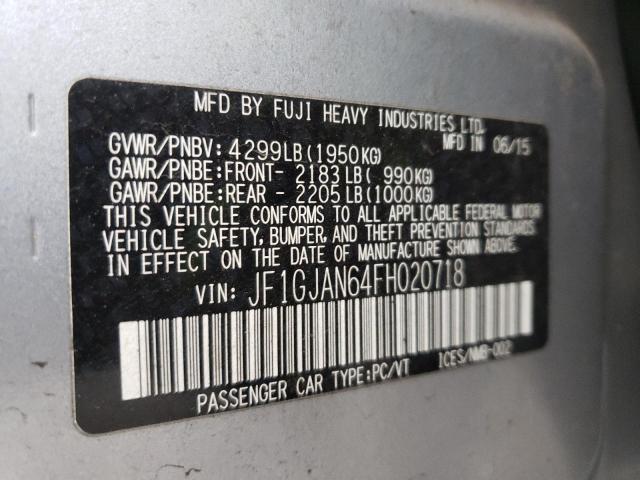 MFD BY FUJI HEAVY INDUSTRIES LTD.
MFD IN 06/15
GVWR/PNBV: 4299LB(1950KG)
GAWR/PNBE:FRONT- 2183LB( 990KG)
GAWR/PNBE:REAR - 2205LB(1000KG)
THIS VEHICLE CONFORMS TO ALL APPLICABLE FEDERAL MOTOR
VEHICLE SAFETY, BUMPER, AND THEFT PREVENTION STANDARDS
IN EFFECT ON THE DATE OF MANUFACTURE SHOWN ABOVE.
VIN: JF1GJAN64FH020718
PASSENGER CAR TYPE:PC/VT ICES/NMB-002